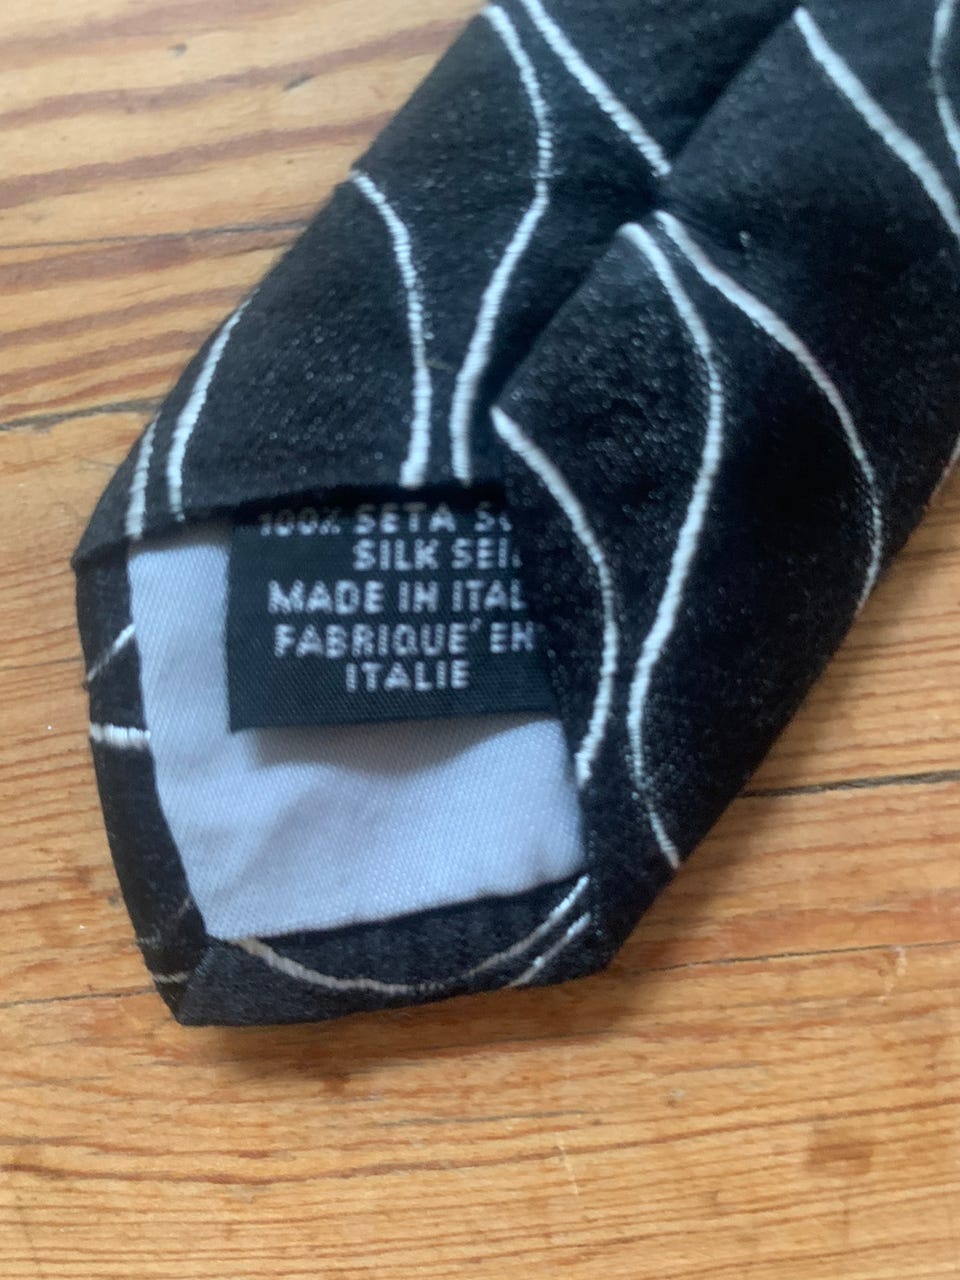 100% SETA
SILK
MADE IN ITAL
FABRIQUE' EN
ITALIE